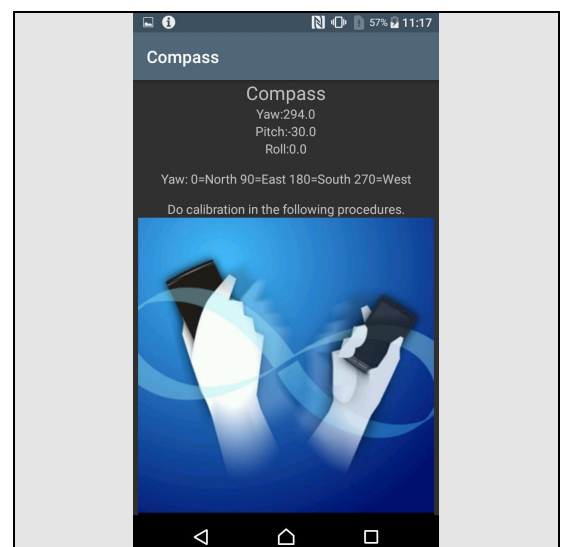 57% 11:17
Compass
Compass
Yaw:294.0
Pitch:-30.0
Roll:0.0
Yaw: 0=North 90=East 180=South 270=West
Do calibration in the following procedures.